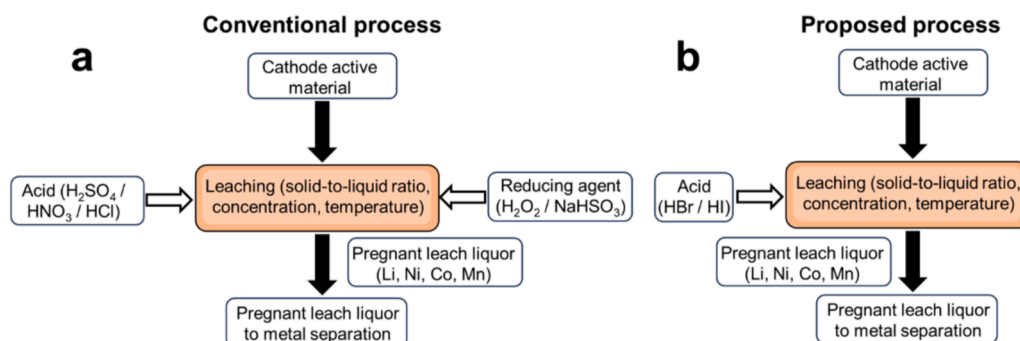 Conventional process
a
Cathode active
material
Acid (H₂SO₄ /
HNO₃ / HCl)
Leaching (solid-to-liquid ratio,
concentration, temperature)
Reducing agent
(H₂O₂ / NaHSO₃)
Pregnant leach liquor
(Li, Ni, Co, Mn)
Pregnant leach liquor
to metal separation
Proposed process
b
Cathode active
material
Acid
(HBr / HI)
Leaching (solid-to-liquid ratio,
concentration, temperature)
Pregnant leach liquor
(Li, Ni, Co, Mn)
Pregnant leach liquor
to metal separation